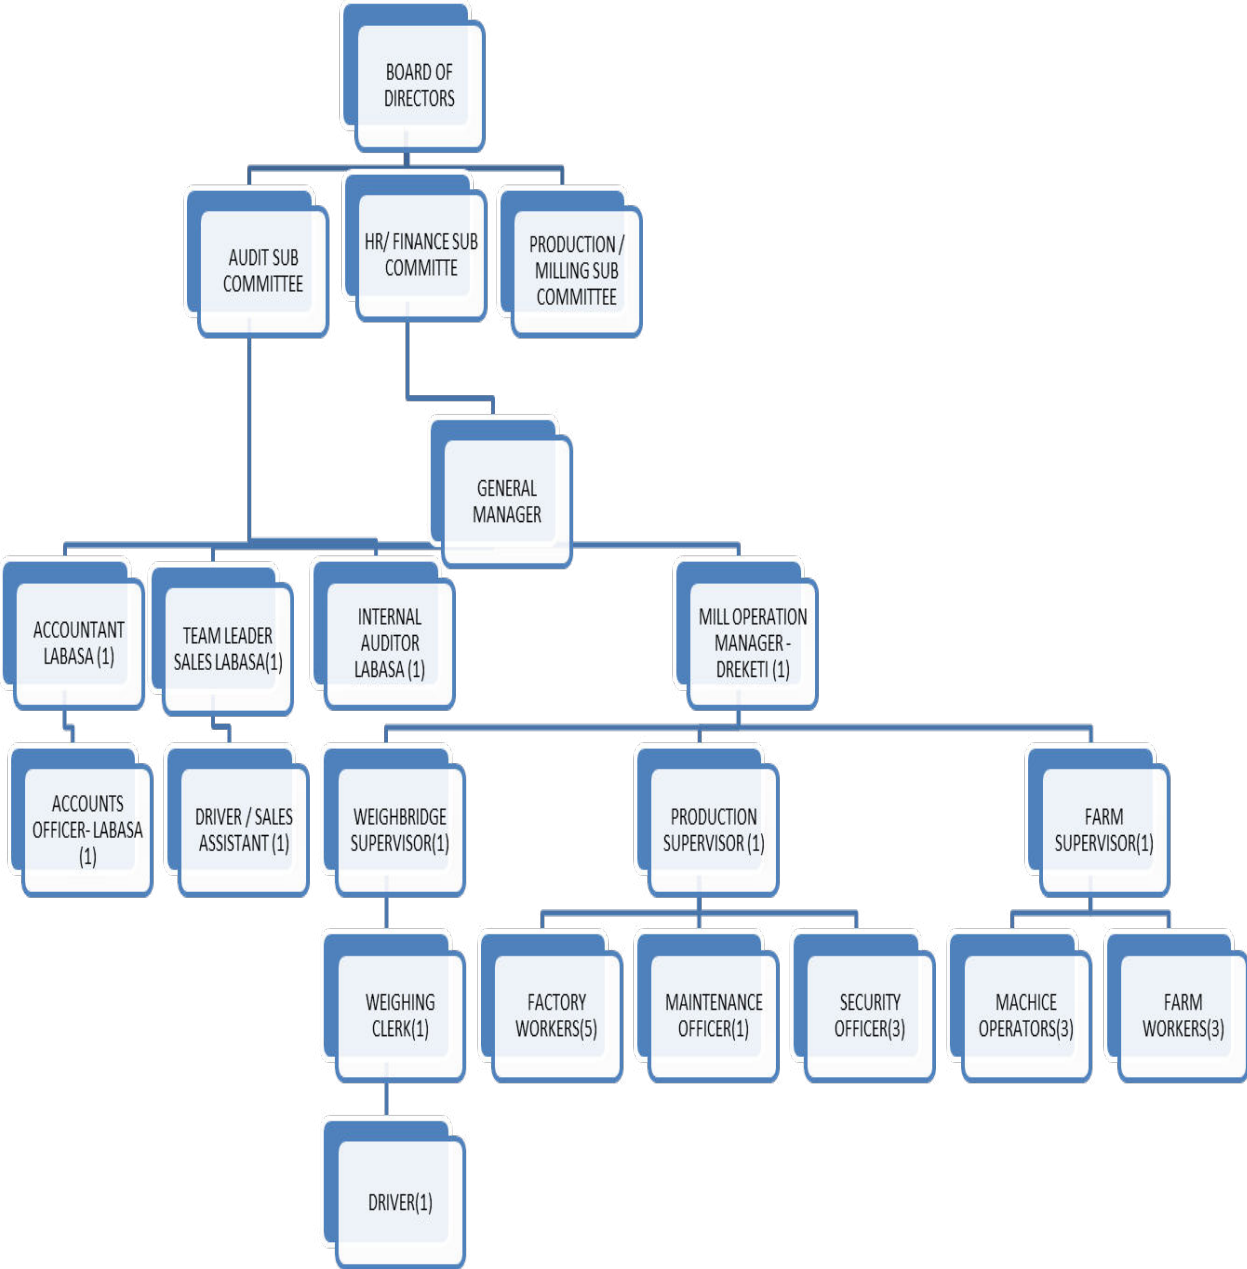 BOARD OF
DIRECTORS
AUDIT SUB
COMMITTEE
HR/ FINANCE SUB
COMMITTE
PRODUCTION /
MILLING SUB
COMMITTEE
GENERAL
MANAGER
ACCOUNTANT
LABASA (1)
TEAM LEADER
SALES LABASA(1)
INTERNAL
AUDITOR
LABASA (1)
MILL OPERATION
MANAGER -
DREKETI (1)
ACCOUNTS
OFFICER- LABASA
(1)
DRIVER / SALES
ASSISTANT (1)
WEIGHBRIDGE
SUPERVISOR(1)
PRODUCTION
SUPERVISOR (1)
FARM
SUPERVISOR(1)
WEIGHING
CLERK(1)
FACTORY
WORKERS(5)
MAINTENANCE
OFFICER(1)
SECURITY
OFFICER(3)
MACHICE
OPERATORS(3)
FARM
WORKERS(3)
DRIVER(1)